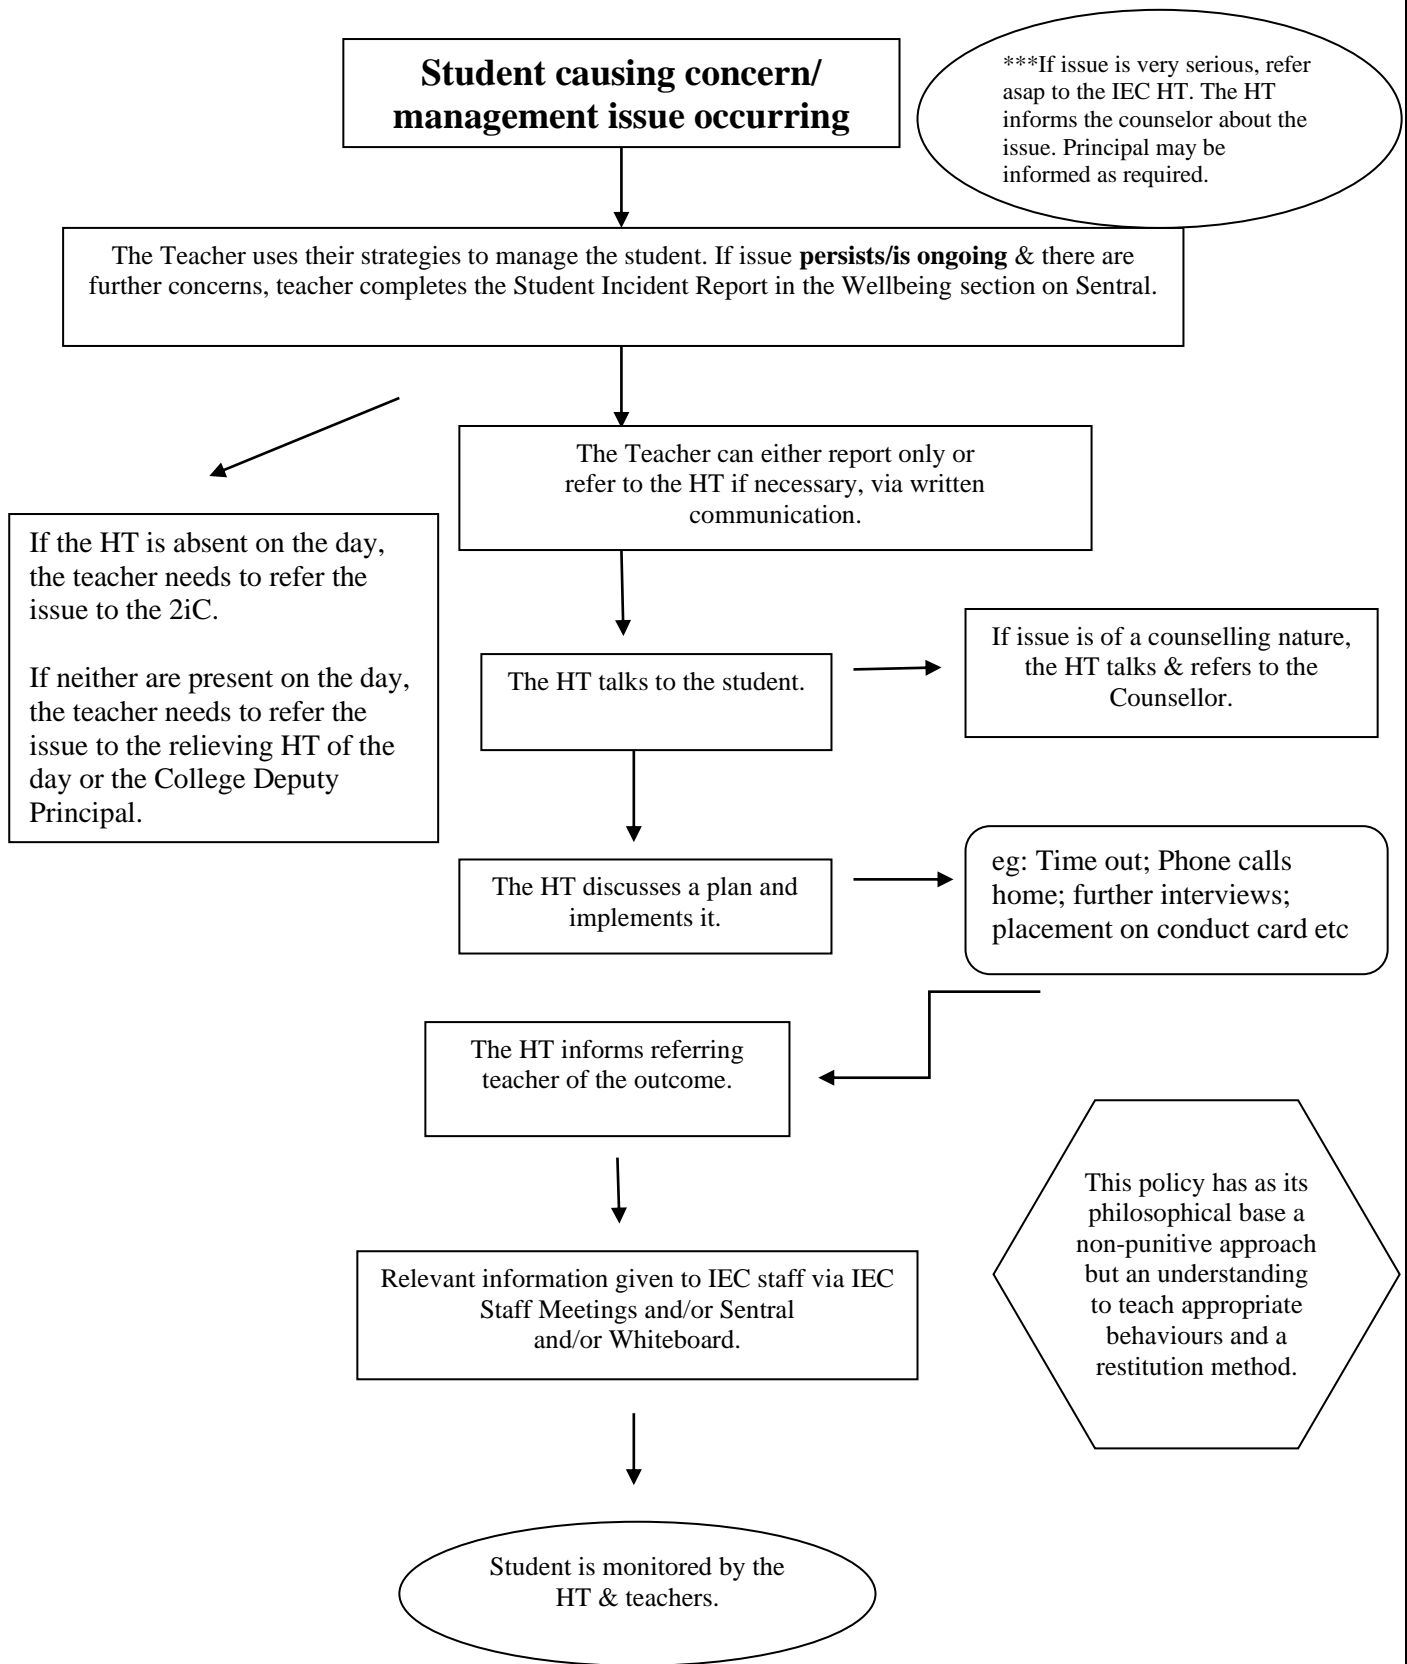 Student causing concern/
management issue occurring
***If issue is very serious, refer
asap to the IEC HT. The HT
informs the counselor about the
issue. Principal may be
informed as required.
The Teacher uses their strategies to manage the student. If issue persists/is ongoing & there are
further concerns, teacher completes the Student Incident Report in the Wellbeing section on Sentral.
The Teacher can either report only or
refer to the HT if necessary, via written
communication.
If the HT is absent on the day,
the teacher needs to refer the
issue to the 2iC.
If neither are present on the day,
the teacher needs to refer the
issue to the relieving HT of the
day or the College Deputy
Principal.
The HT talks to the student.
If issue is of a counselling nature,
the HT talks & refers to the
Counsellor.
The HT discusses a plan and
implements it.
eg: Time out; Phone calls
home; further interviews;
placement on conduct card etc
The HT informs referring
teacher of the outcome.
This policy has as its
philosophical base a
non-punitive approach
but an understanding
to teach appropriate
behaviours and a
restitution method.
Relevant information given to IEC staff via IEC
Staff Meetings and/or Sentral
and/or Whiteboard.
Student is monitored by the
HT & teachers.